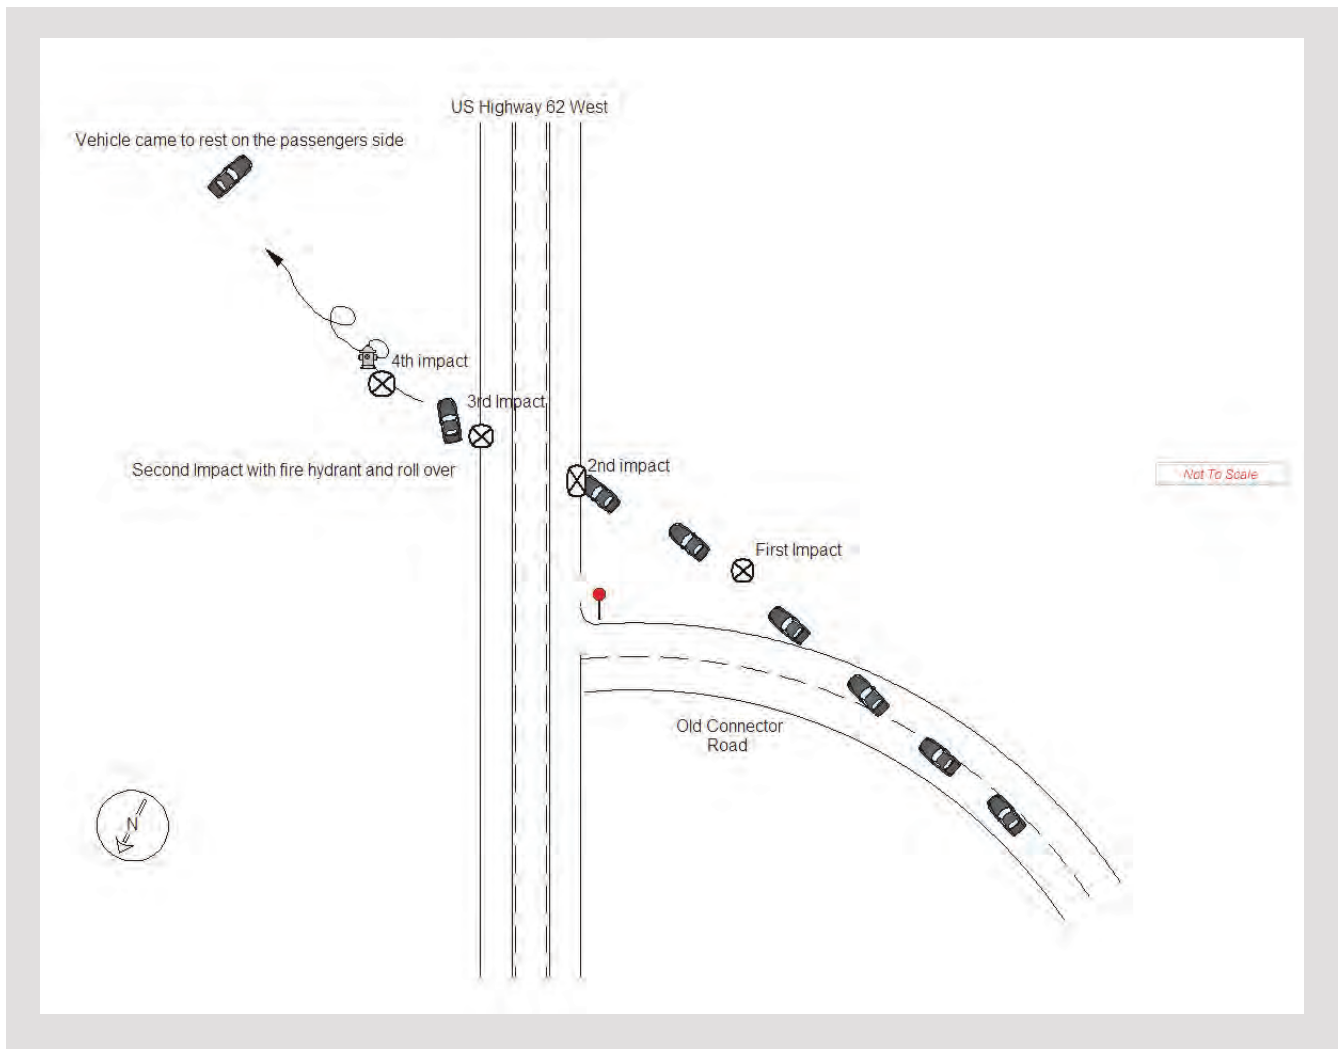 US Highway 62 West
Vehicle came to rest on the passengers side
4th impact
3rd Impact
Second Impact with fire hydrant and roll over
2nd impact
Not To Scale
First Impact
Old Connector
Road
N